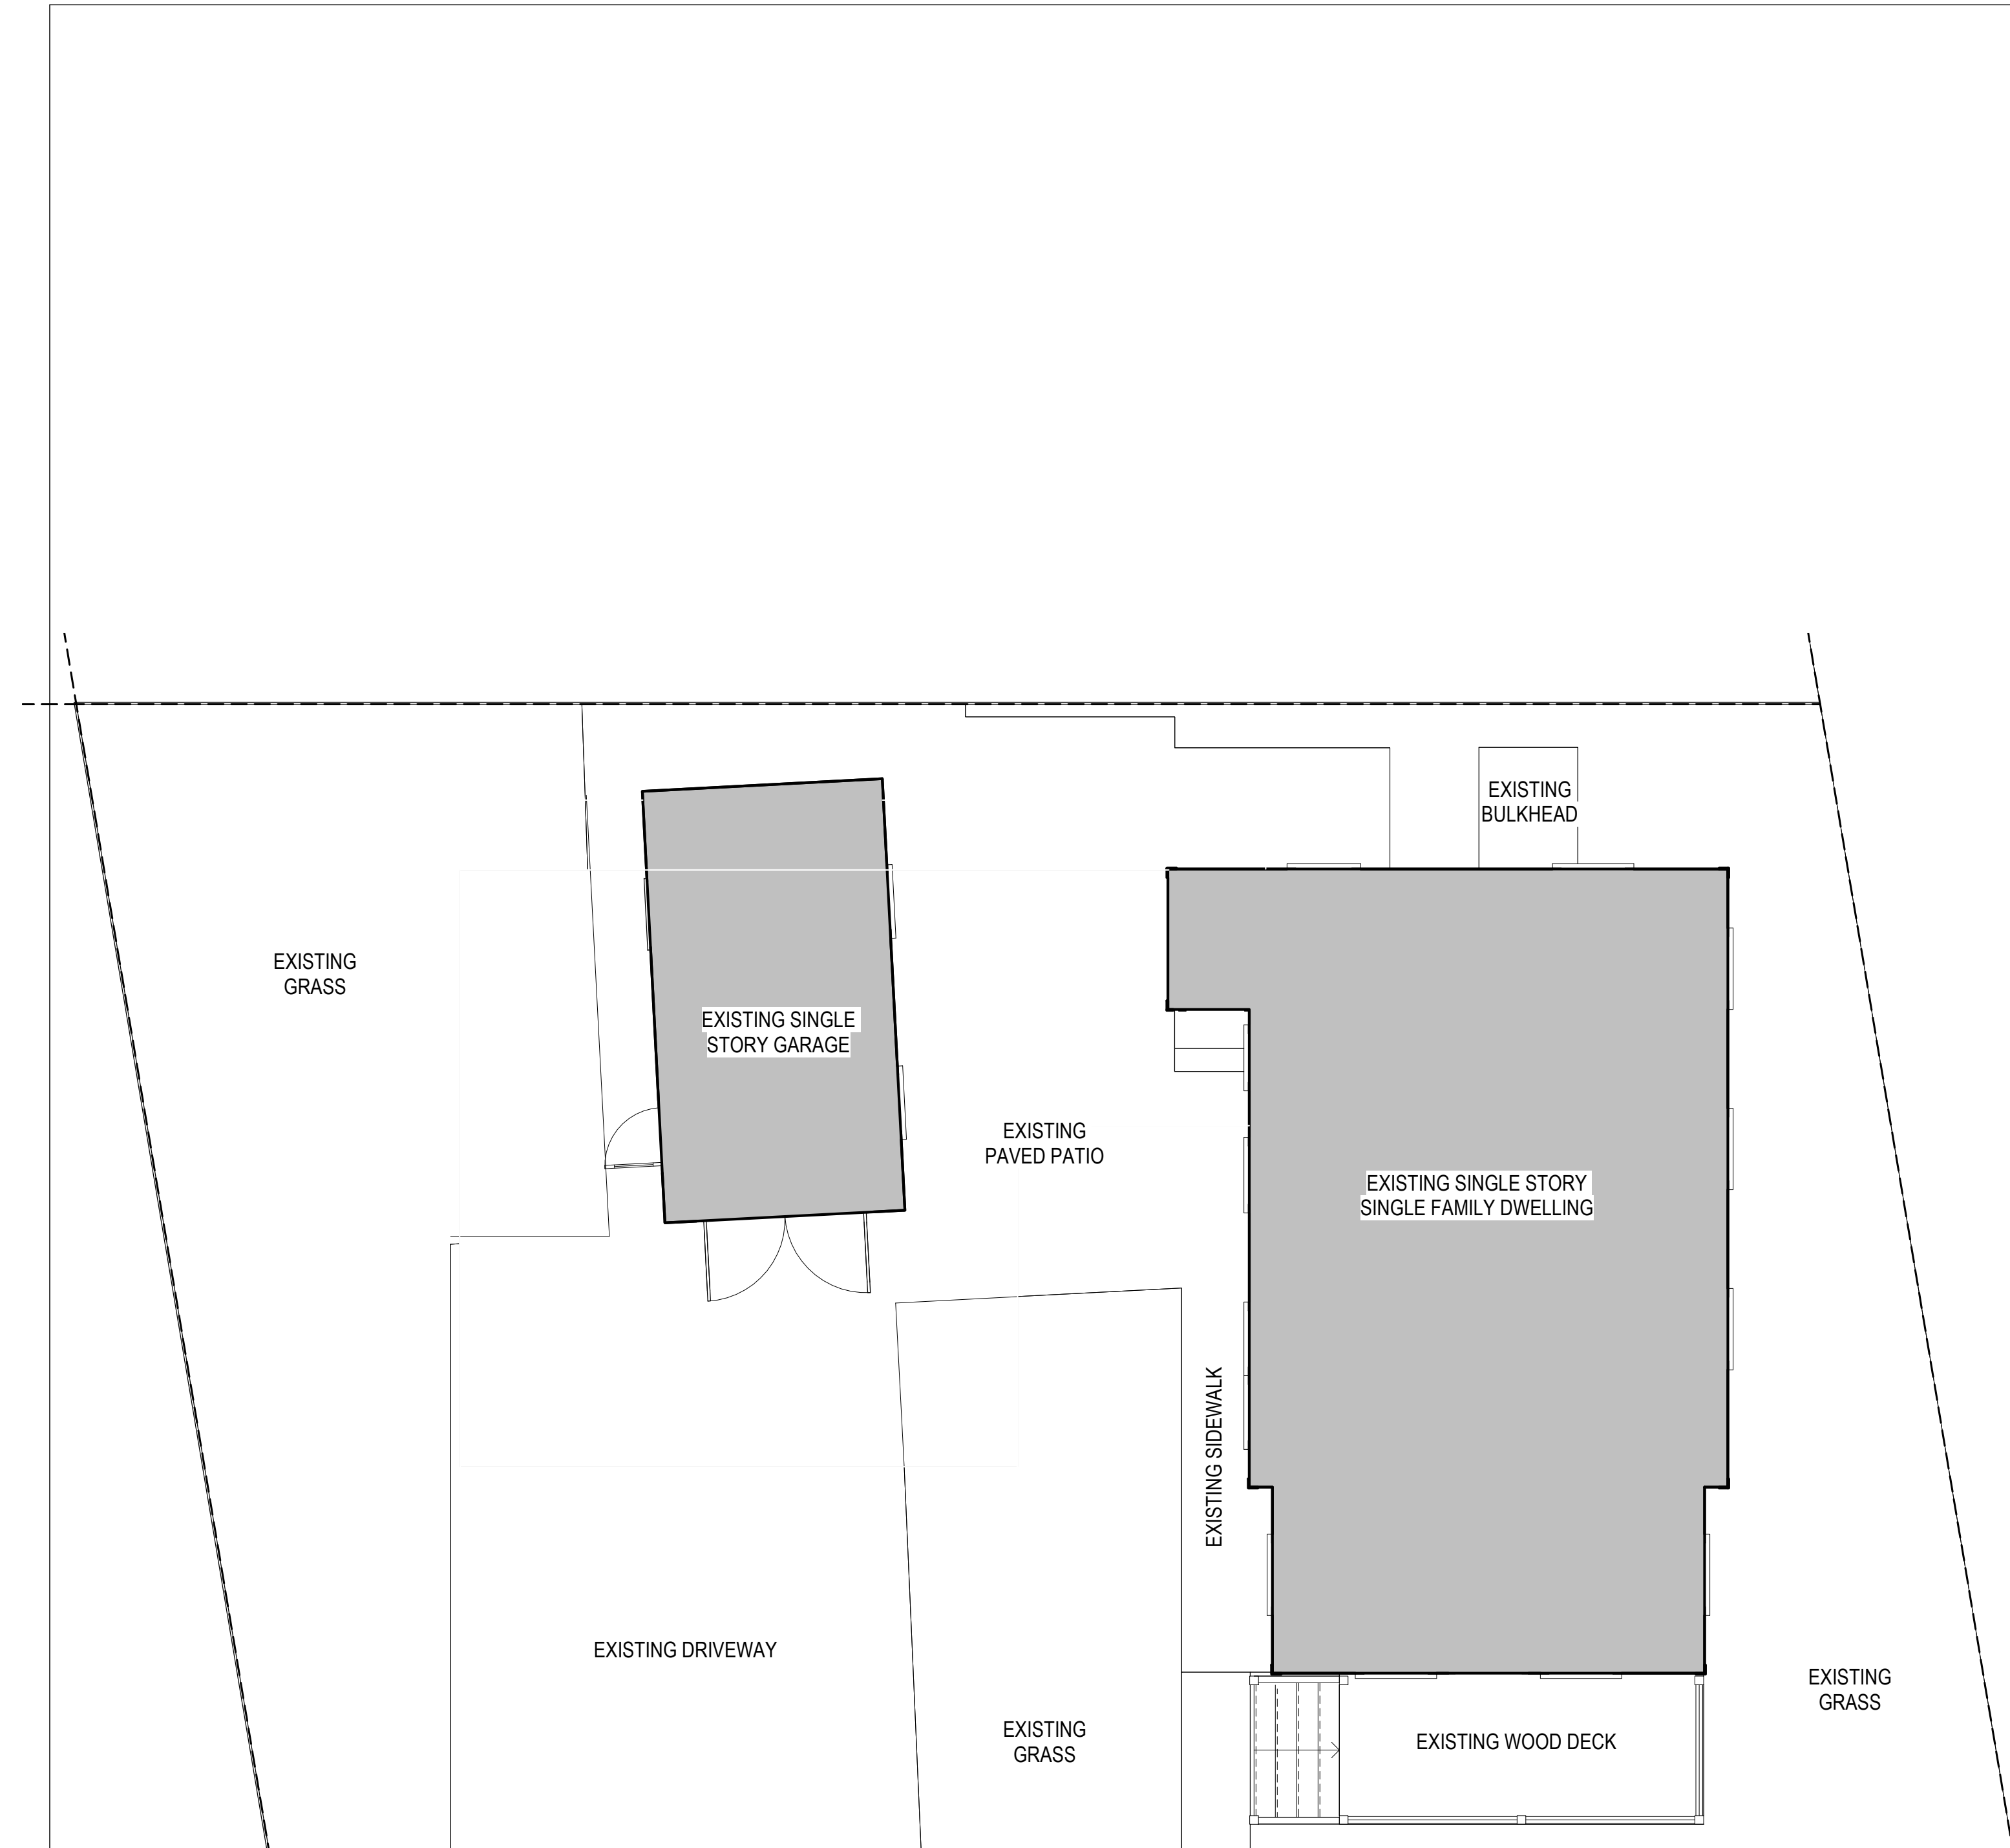 EXISTING
BULKHEAD
EXISTING
GRASS
EXISTING SINGLE
STORY GARAGE
EXISTING
PAVED PATIO
EXISTING SINGLE STORY
SINGLE FAMILY DWELLING
EXISTING SIDEWALK
EXISTING DRIVEWAY
EXISTING
GRASS
EXISTING WOOD DECK
EXISTING
GRASS